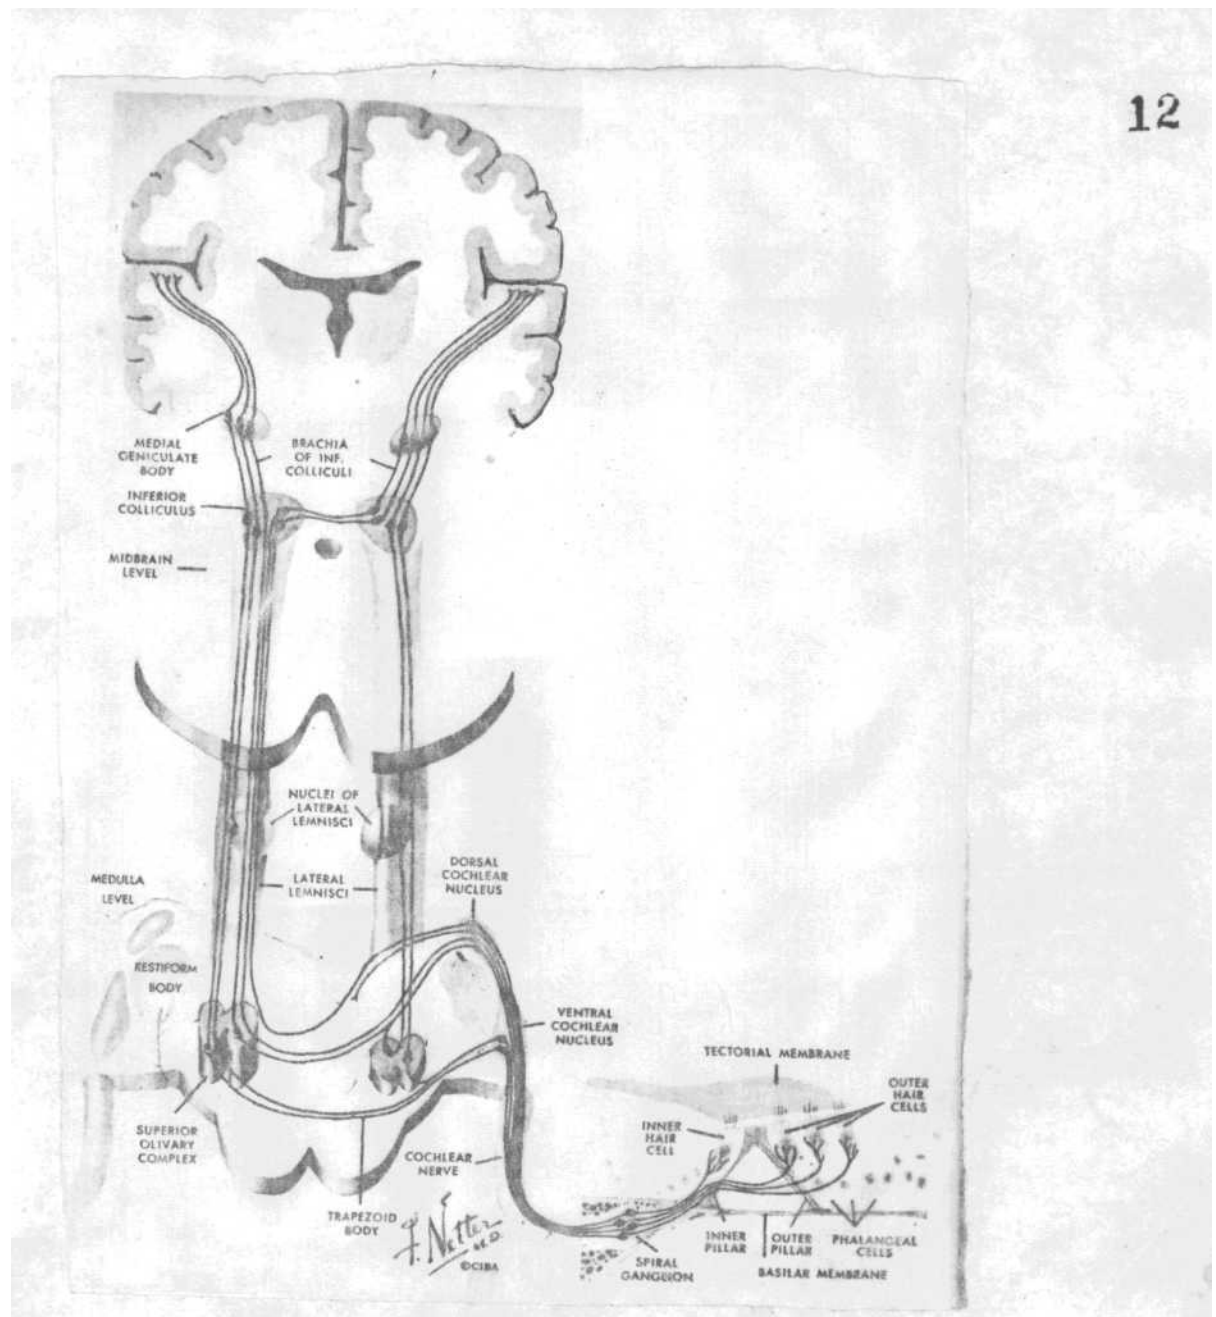 12
MEDIAL
GENICULATE
BODY
BRACHIA
OF INF.
COLLICULI
INFERIOR
COLLICULUS
MIDBRAIN
LEVEL
NUCLEI OF
LATERAL
LEMNISCI
DORSAL
COCHLEAR
NUCLEUS
MEDULLA
LEVEL
LATERAL
LEMNISCI
RESTIFORM
BODY
VENTRAL
COCHLEAR
NUCLEUS
TECTORIAL MEMBRANE
OUTER
HAIR
CELLS
INNER
HAIR
CELL
SUPERIOR
OLIVARY
COMPLEX
COCHLEAR
NERVE
TRAPEZOID
BODY
F. Netter
M.D.
©CIBA
INNER
PILLAR
OUTER
PILLAR
PHALANGEAL
CELLS
SPIRAL
GANGLION
BASILAR MEMBRANE